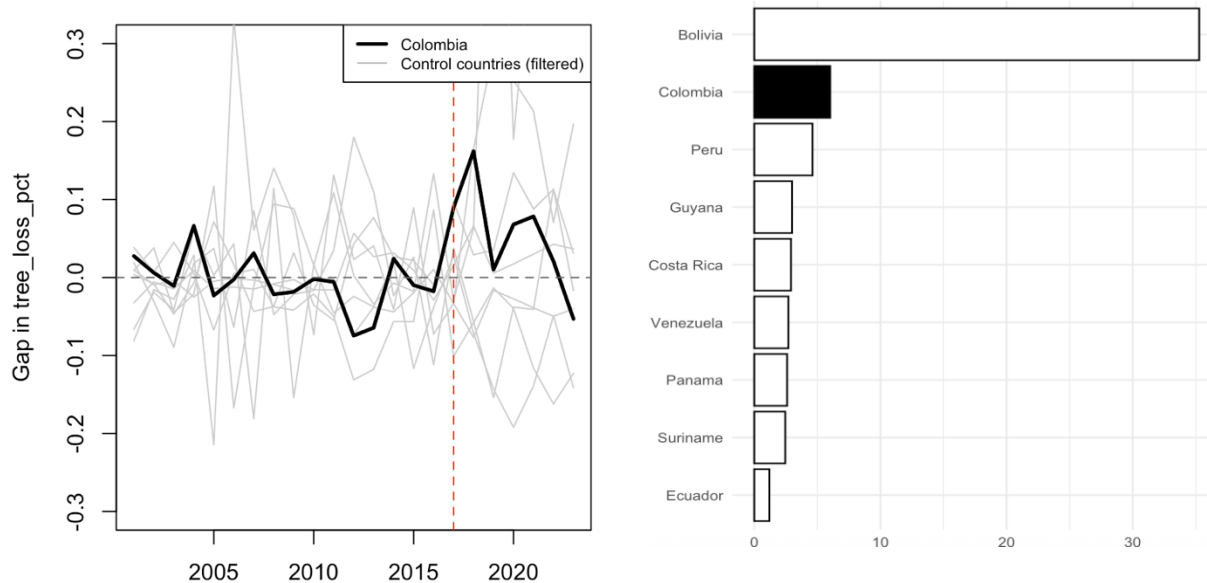 Gap in tree_loss_pct
0.3
0.2
0.1
0.0
-0.1
-0.2
-0.3
Colombia
Control countries (filtered)
2005
2010
2015
2020
Bolivia
Colombia
Peru
Guyana
Costa Rica
Venezuela
Panama
Suriname
Ecuador
0
10
20
30